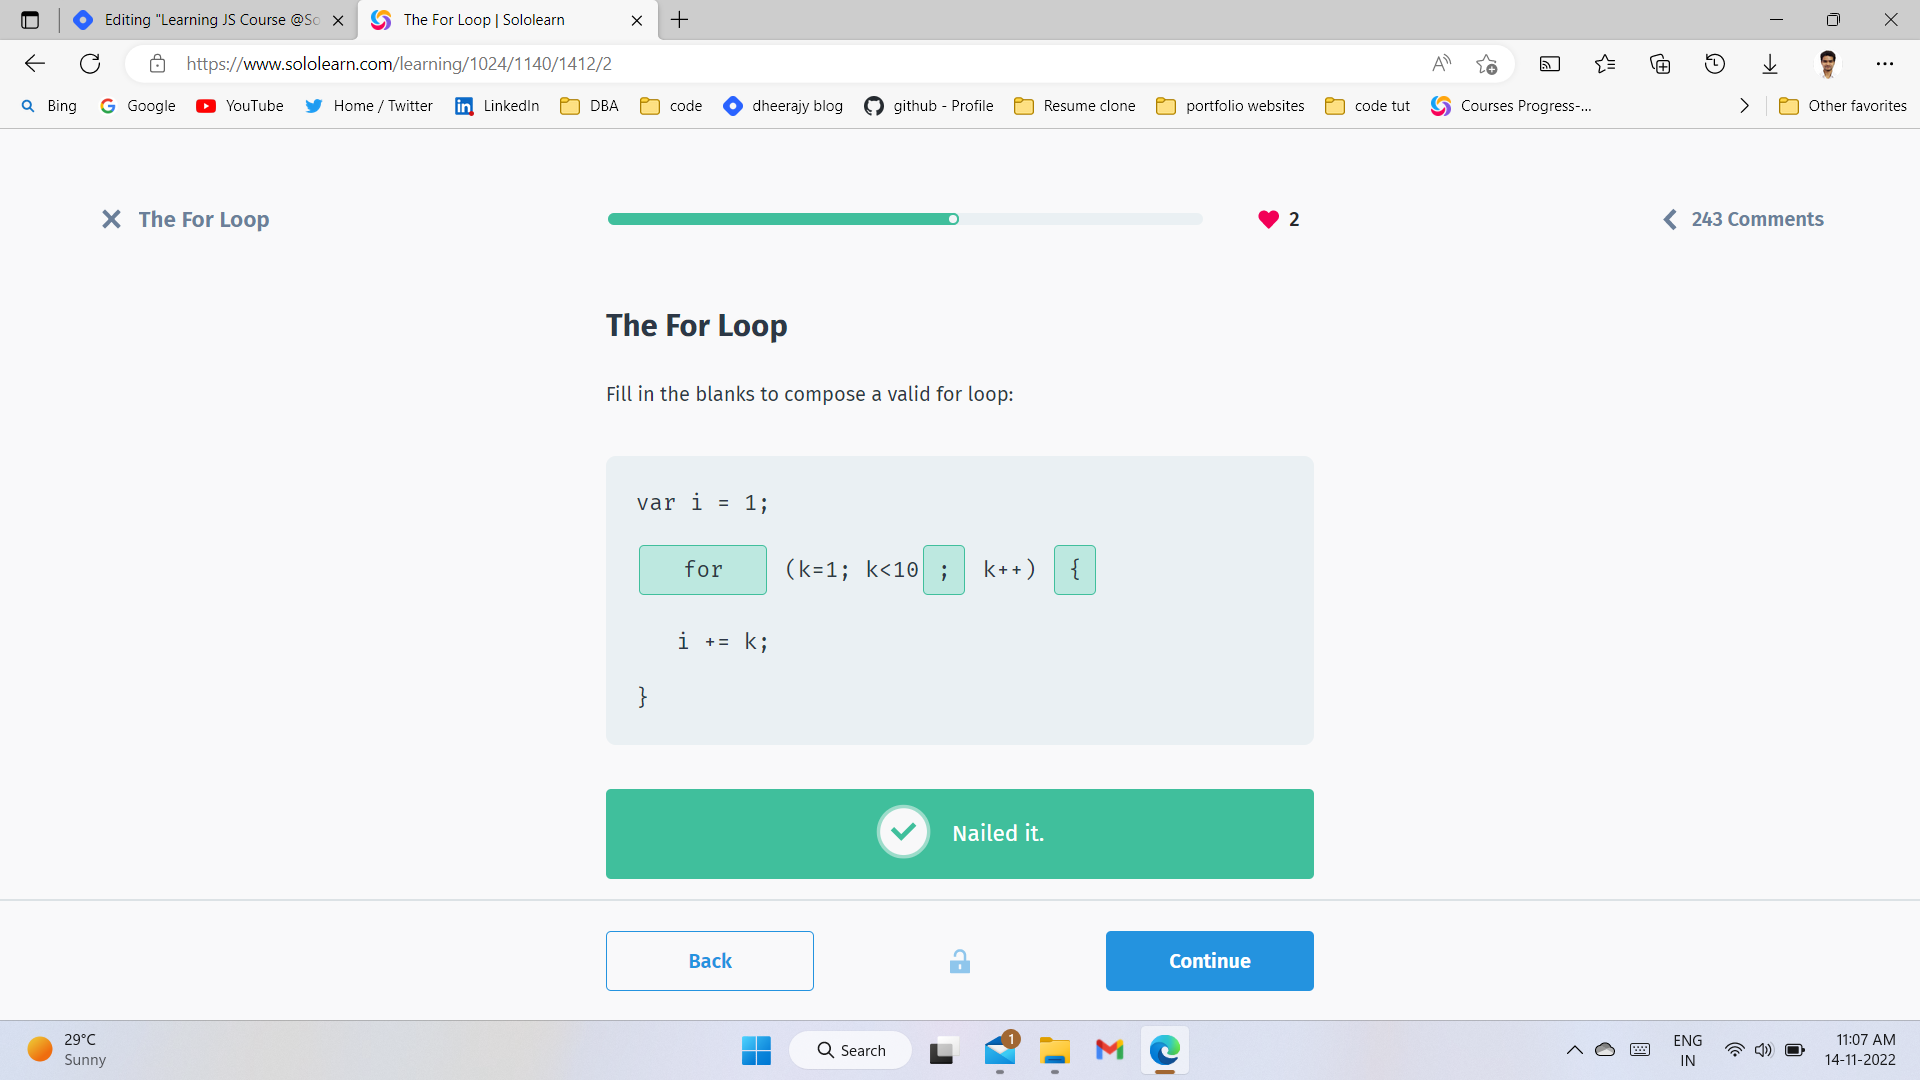 Editing "Learning JS Course @So
The For Loop | Sololearn
https://www.sololearn.com/learning/1024/1140/1412/2
Bing Google YouTube Home / Twitter LinkedIn DBA code dheerajy blog github - Profile Resume clone portfolio websites code tut Courses Progress-... Other favorites
The For Loop
2
243 Comments
The For Loop
Fill in the blanks to compose a valid for loop:
var i = 1;
for (k=1; k<10 ; k++) {
i += k;
}
Nailed it.
Back
Continue
29°C
Sunny
Search
1
ENG
IN
11:07 AM
14-11-2022